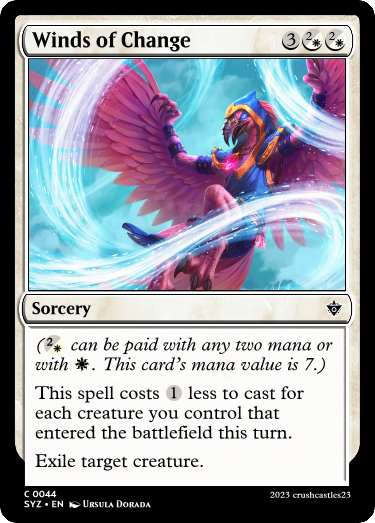 Winds of Change 3 2 2
Sorcery
(2 can be paid with any two mana or
with . This card's mana value is 7.)
This spell costs 1 less to cast for
each creature you control that
entered the battlefield this turn.
Exile target creature.
C 0044
SYZ • EN Ursula Dorada
2023 crushcastles23